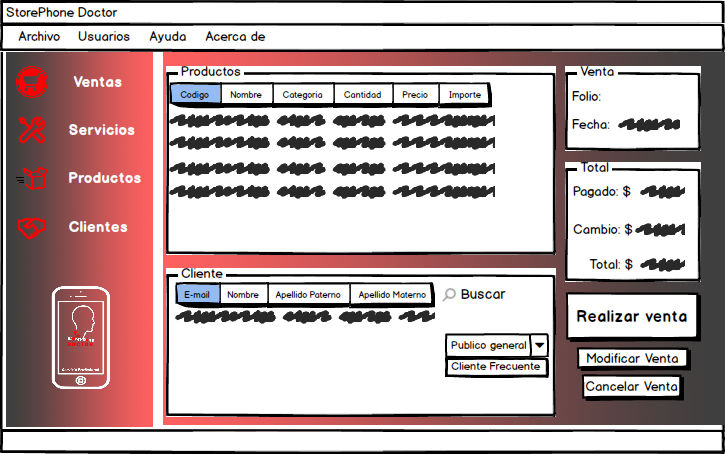 StorePhone Doctor
Archivo Usuarios Ayuda Acerca de
Ventas
Servicios
Productos
Clientes
Productos
Codigo Nombre Categoria Cantidad Precio Importe
Cliente
E-mail Nombre Apellido Paterno Apellido Materno
Buscar
Publico general
Cliente Frecuente
Venta
Folio:
Fecha:
Total
Pagado: $
Cambio: $
Total: $
Realizar venta
Modificar Venta
Cancelar Venta